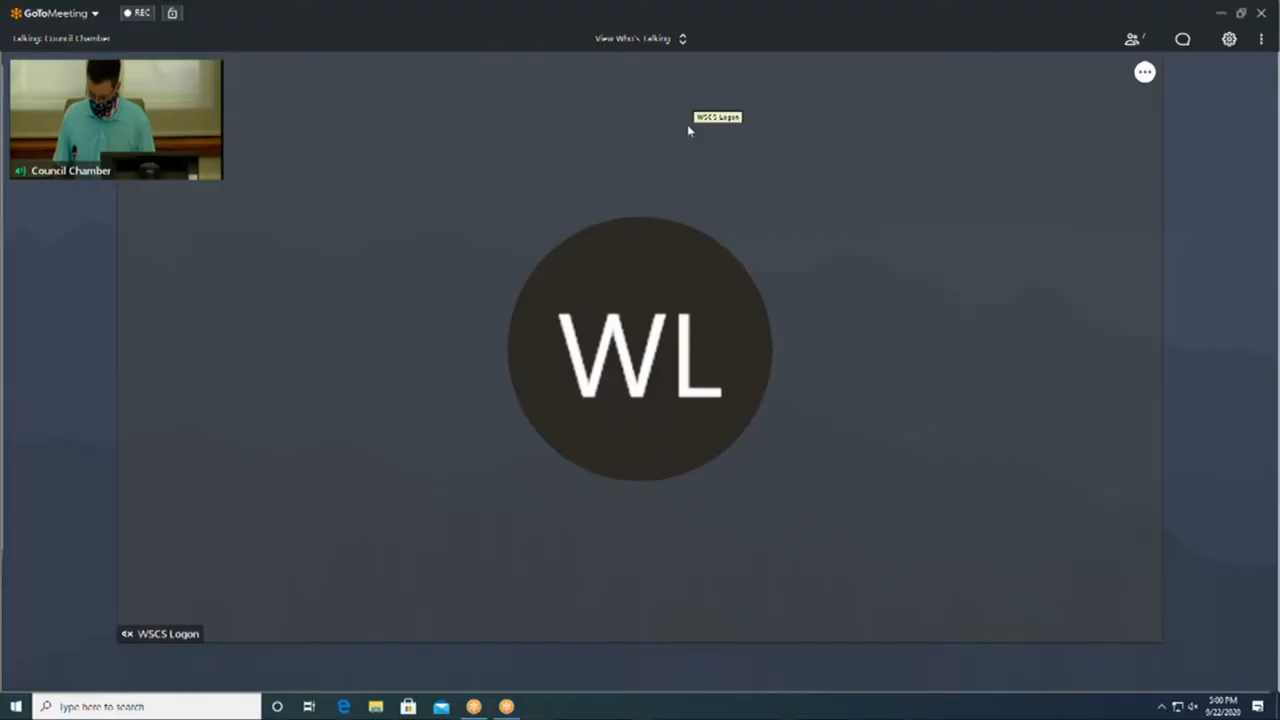 GoToMeeting
REC
Talking: Council Chamber
View Who's Talking
WSCS Logon
Council Chamber
WL
WSCS Logon
Type here to search
5:00 PM
9/22/2020